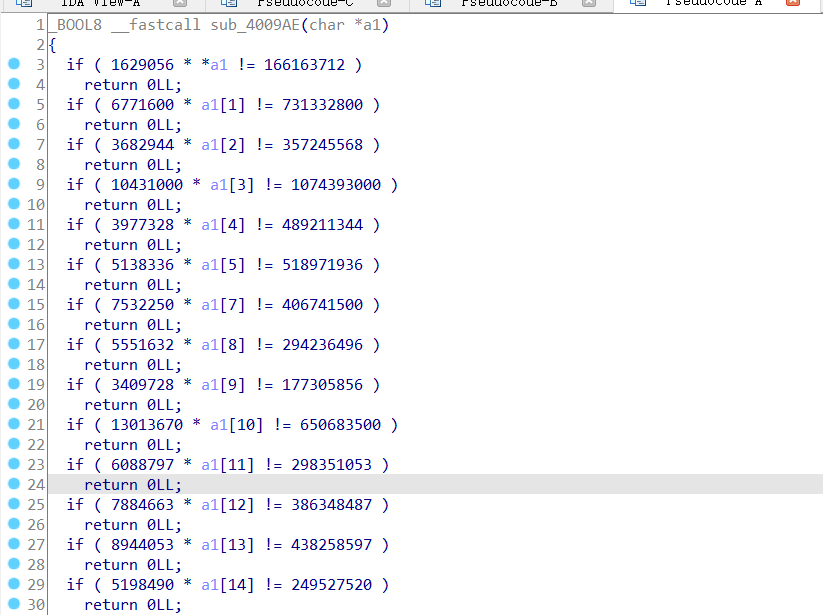 IDA View-A Pseudocode-C Pseudocode-B Pseudocode-A
1 _BOOL8 __fastcall sub_4009AE(char *a1)
2 {
3 if ( 1629056 * *a1 != 166163712 )
4 return 0LL;
5 if ( 6771600 * a1[1] != 731332800 )
6 return 0LL;
7 if ( 3682944 * a1[2] != 357245568 )
8 return 0LL;
9 if ( 10431000 * a1[3] != 1074393000 )
10 return 0LL;
11 if ( 3977328 * a1[4] != 489211344 )
12 return 0LL;
13 if ( 5138336 * a1[5] != 518971936 )
14 return 0LL;
15 if ( 7532250 * a1[7] != 406741500 )
16 return 0LL;
17 if ( 5551632 * a1[8] != 294236496 )
18 return 0LL;
19 if ( 3409728 * a1[9] != 177305856 )
20 return 0LL;
21 if ( 13013670 * a1[10] != 650683500 )
22 return 0LL;
23 if ( 6088797 * a1[11] != 298351053 )
24 return 0LL;
25 if ( 7884663 * a1[12] != 386348487 )
26 return 0LL;
27 if ( 8944053 * a1[13] != 438258597 )
28 return 0LL;
29 if ( 5198490 * a1[14] != 249527520 )
30 return 0LL;